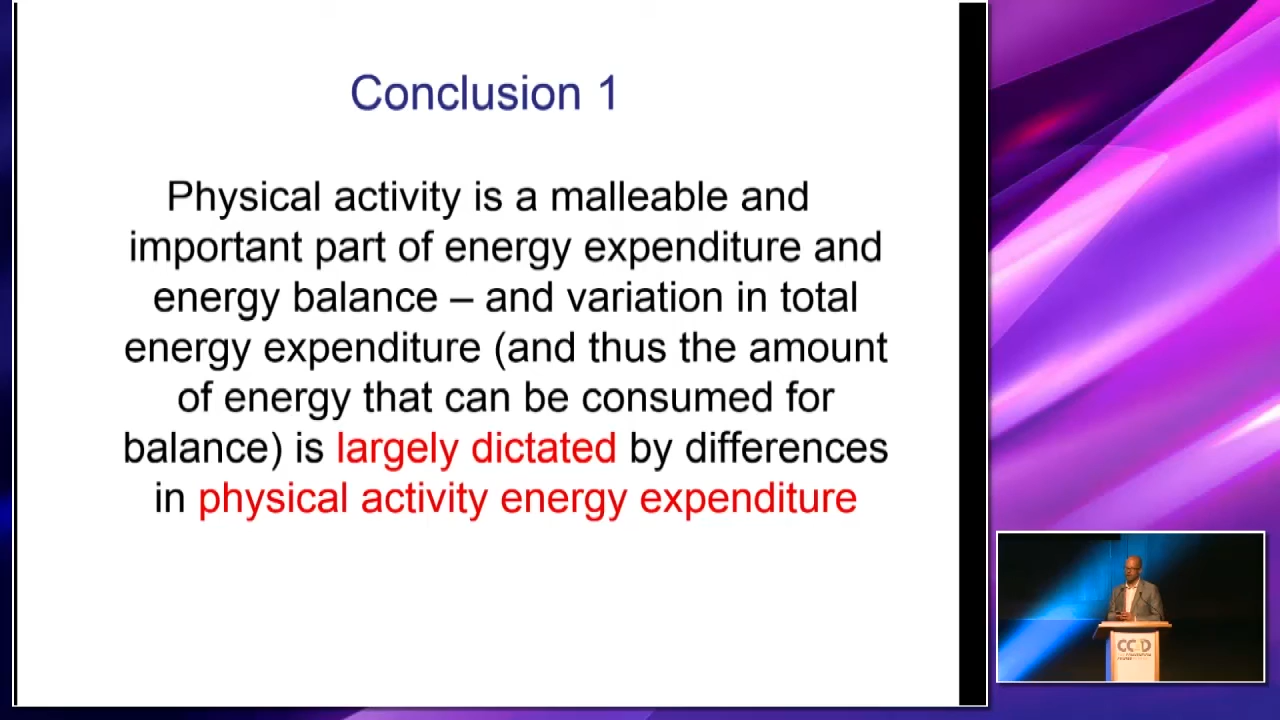 Conclusion 1
Physical activity is a malleable and
important part of energy expenditure and
energy balance – and variation in total
energy expenditure (and thus the amount
of energy that can be consumed for
balance) is largely dictated by differences
in physical activity energy expenditure